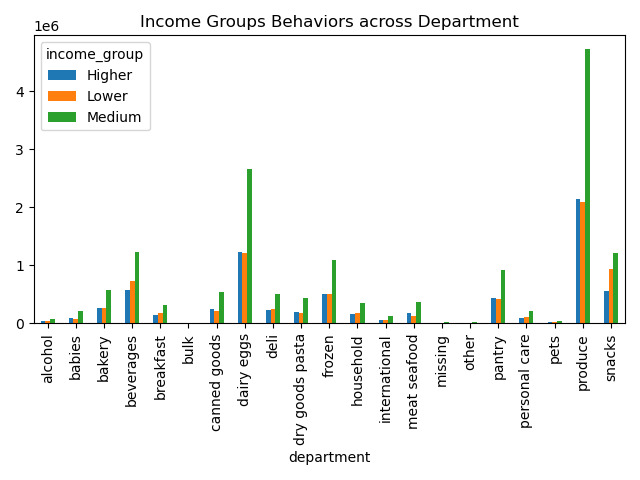 Income Groups Behaviors across Department
1e6
income_group
Higher
Lower
Medium
4
3
2
1
0
alcohol
babies
bakery
beverages
breakfast
bulk
canned goods
dairy eggs
deli
dry goods pasta
frozen
household
international
meat seafood
missing
other
pantry
personal care
pets
produce
snacks
department